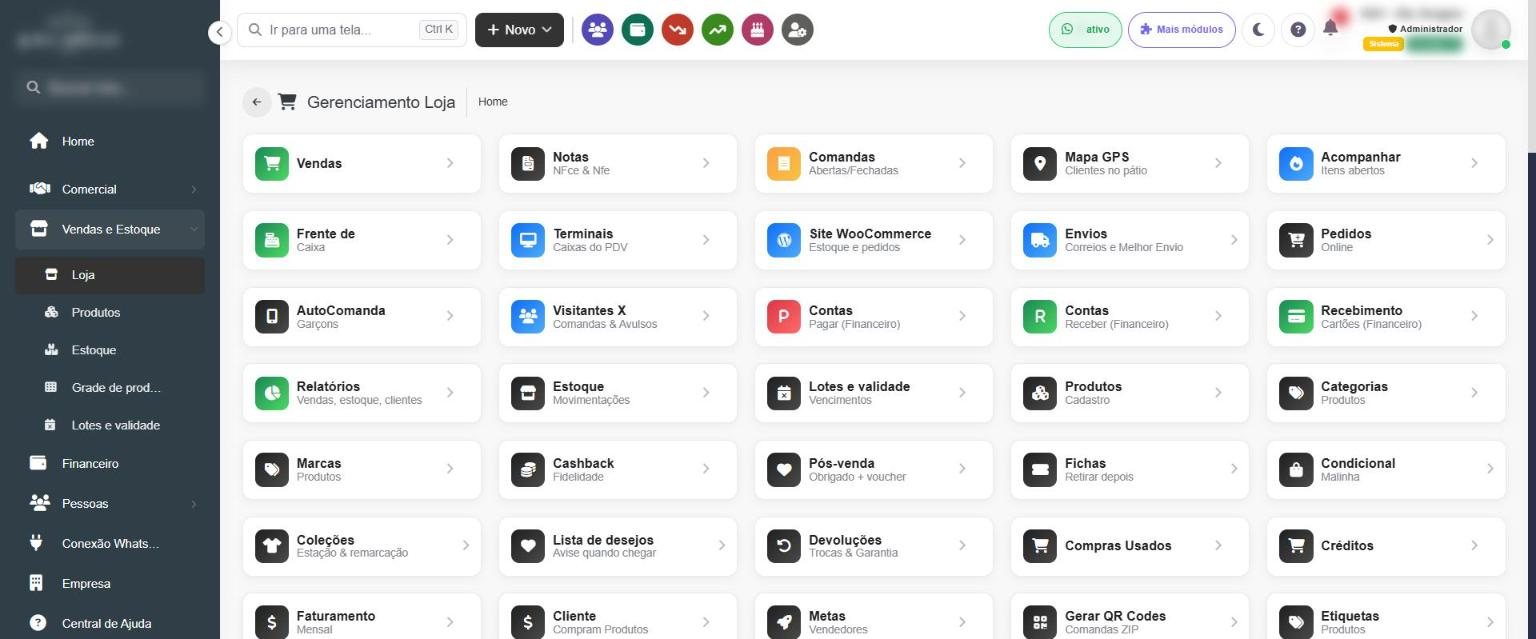 Ir para uma tela...
Ctrl K
+ Novo
ativo
Mais módulos
Administrador
Sistema
Home
Comercial
Vendas e Estoque
Loja
Produtos
Estoque
Grade de prod...
Lotes e validade
Financeiro
Pessoas
Conexão Whats...
Empresa
Central de Ajuda
Gerenciamento Loja
Home
Vendas
Notas
NFce & Nfe
Comandas
Abertas/Fechadas
Mapa GPS
Clientes no pátio
Acompanhar
Itens abertos
Frente de
Caixa
Terminais
Caixas do PDV
Site WooCommerce
Estoque e pedidos
Envios
Correios e Melhor Envio
Pedidos
Online
AutoComanda
Garçons
Visitantes X
Comandas & Avulsos
P
Contas
Pagar (Financeiro)
R
Contas
Receber (Financeiro)
Recebimento
Cartões (Financeiro)
Relatórios
Vendas, estoque, clientes
Estoque
Movimentações
Lotes e validade
Vencimentos
Produtos
Cadastro
Categorias
Produtos
Marcas
Produtos
Cashback
Fidelidade
Pós-venda
Obrigado + voucher
Fichas
Retirar depois
Condicional
Malinha
Coleções
Estação & remarcação
Lista de desejos
Avise quando chegar
Devoluções
Trocas & Garantia
Compras Usados
Créditos
Faturamento
Mensal
Cliente
Compram Produtos
Metas
Vendedores
Gerar QR Codes
Comandas ZIP
Etiquetas
Produtos